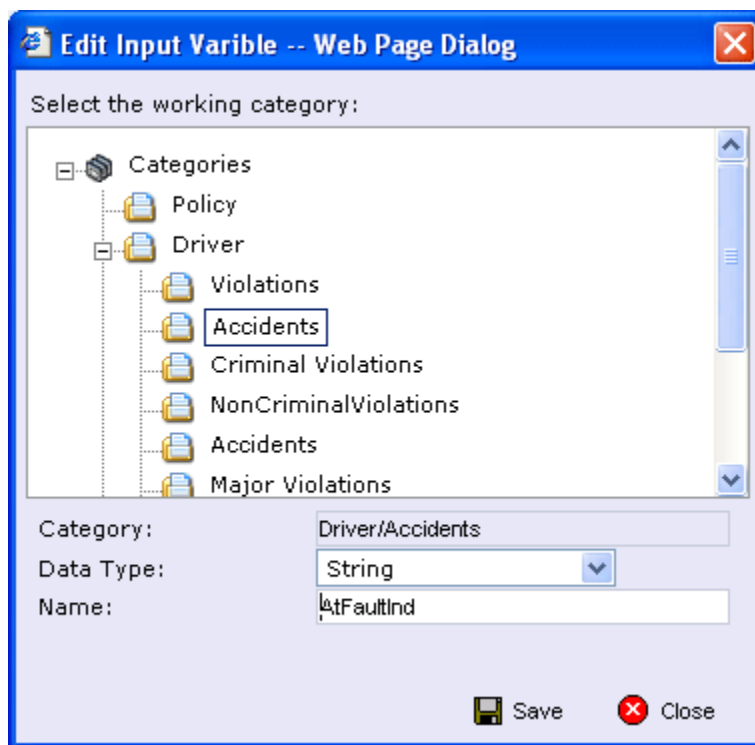 Edit Input Varible -- Web Page Dialog
Select the working category:
Categories
Policy
Driver
Violations
Accidents
Criminal Violations
NonCriminalViolations
Accidents
Major Violations
Category: Driver/Accidents
Data Type: String
Name: AtFaultInd
Save Close